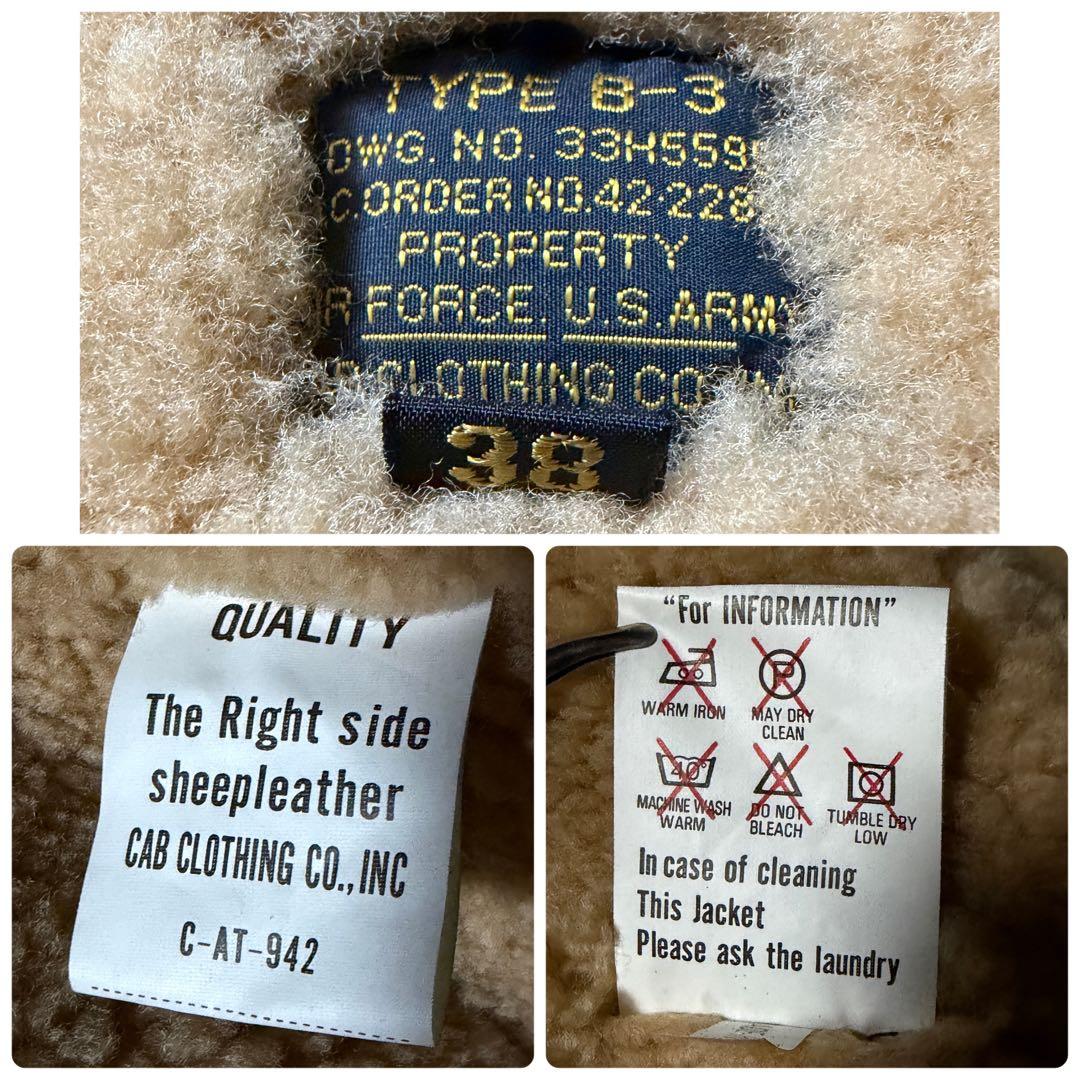 TYPE B-3
DWG. NO. 33H559
C.ORDER NO.42-228
PROPERTY
FORCE. U.S.ARMY
CLOTHING CO.
38
QUALITY
The Right side
sheepleather
CAB CLOTHING CO., INC
C-AT-942
"For INFORMATION"
WARM IRON
P
MAY DRY
CLEAN
40°
MACHINE WASH
WARM
DO NOT
BLEACH
TUMBLE DRY
LOW
In case of cleaning
This Jacket
Please ask the laundry